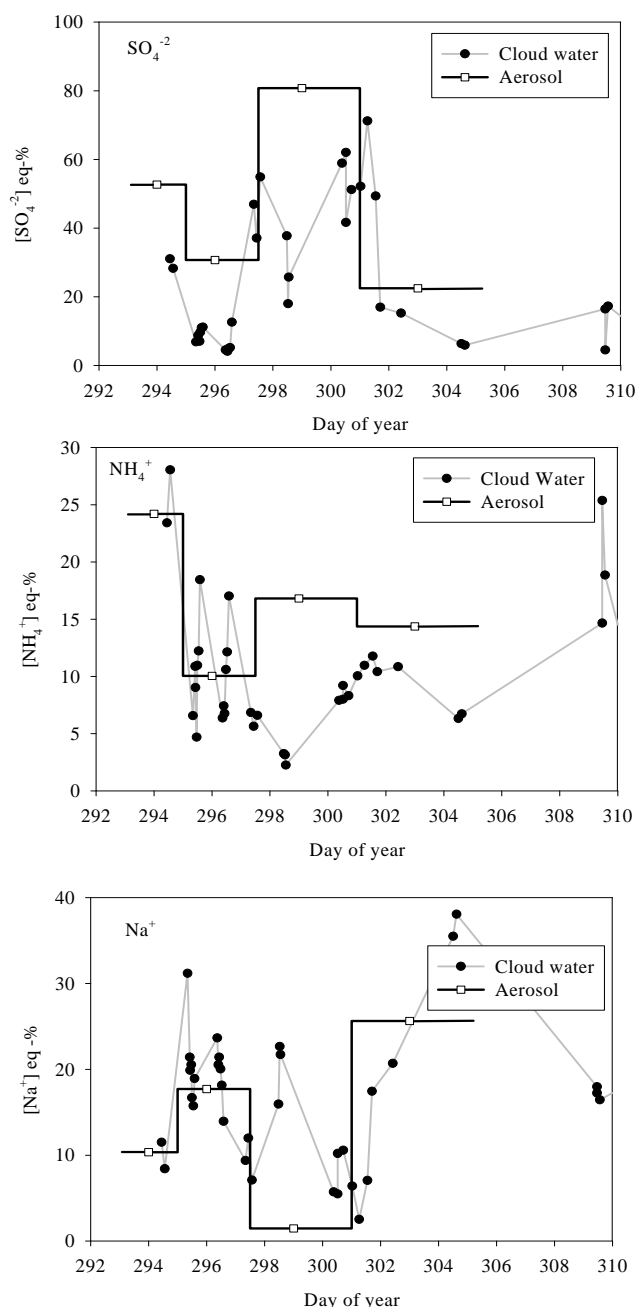 SO₄⁻²
Cloud water
Aerosol
[SO₄⁻²] eq-%
100
80
60
40
20
0
292 294 296 298 300 302 304 306 308 310
Day of year
NH₄⁺
Cloud Water
Aerosol
[NH₄⁺] eq-%
30
25
20
15
10
5
0
292 294 296 298 300 302 304 306 308 310
Day of year
Na⁺
Cloud water
Aerosol
[Na⁺] eq -%
40
30
20
10
0
292 294 296 298 300 302 304 306 308 310
Day of year